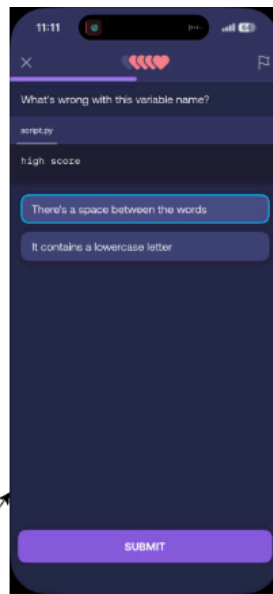 11:11
What's wrong with this variable name?
script.py
high score
There's a space between the words
It contains a lowercase letter
SUBMIT